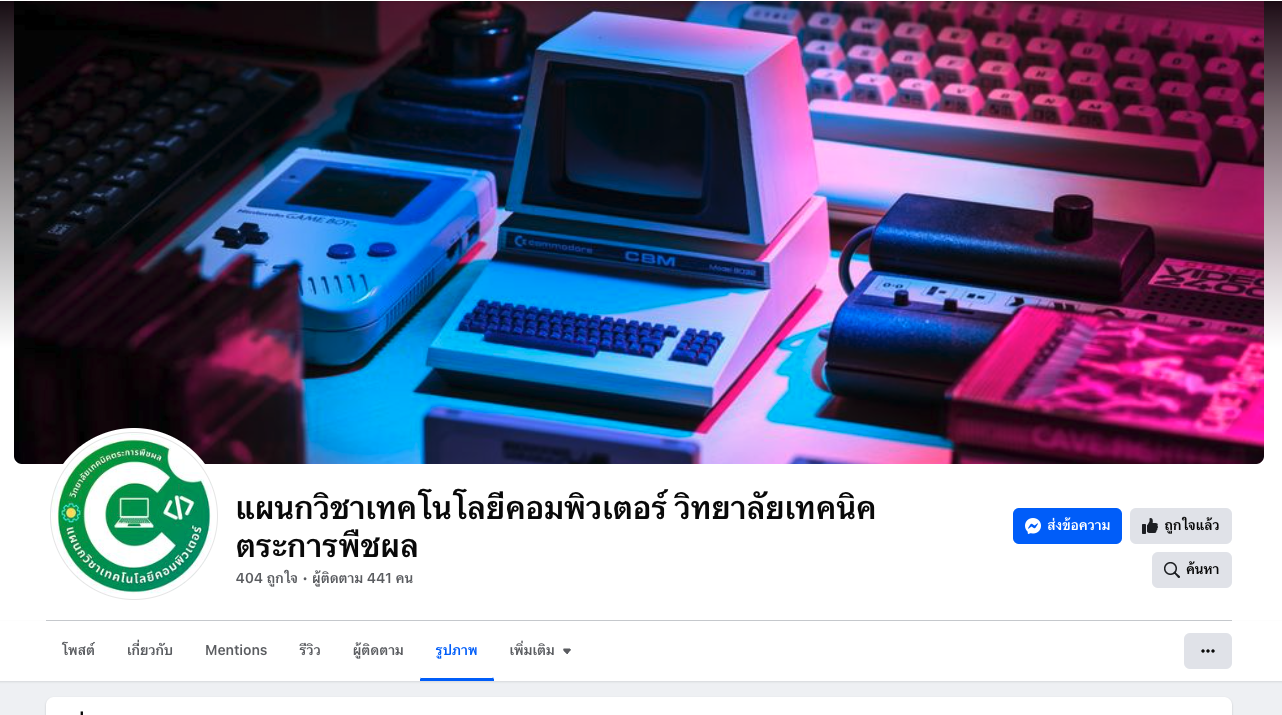 Nintendo GAME BOY
commodore
CBM
Model 8032
VIDEO
2400
วิทยาลัยเทคนิคตระการพืชผล
</>
แผนกวิชาเทคโนโลยีคอมพิวเตอร์
แผนกวิชาเทคโนโลยีคอมพิวเตอร์ วิทยาลัยเทคนิค
ตระการพืชผล
404 ถูกใจ • ผู้ติดตาม 441 คน
ส่งข้อความ
ถูกใจแล้ว
ค้นหา
โพสต์ เกี่ยวกับ Mentions รีวิว ผู้ติดตาม รูปภาพ เพิ่มเติม